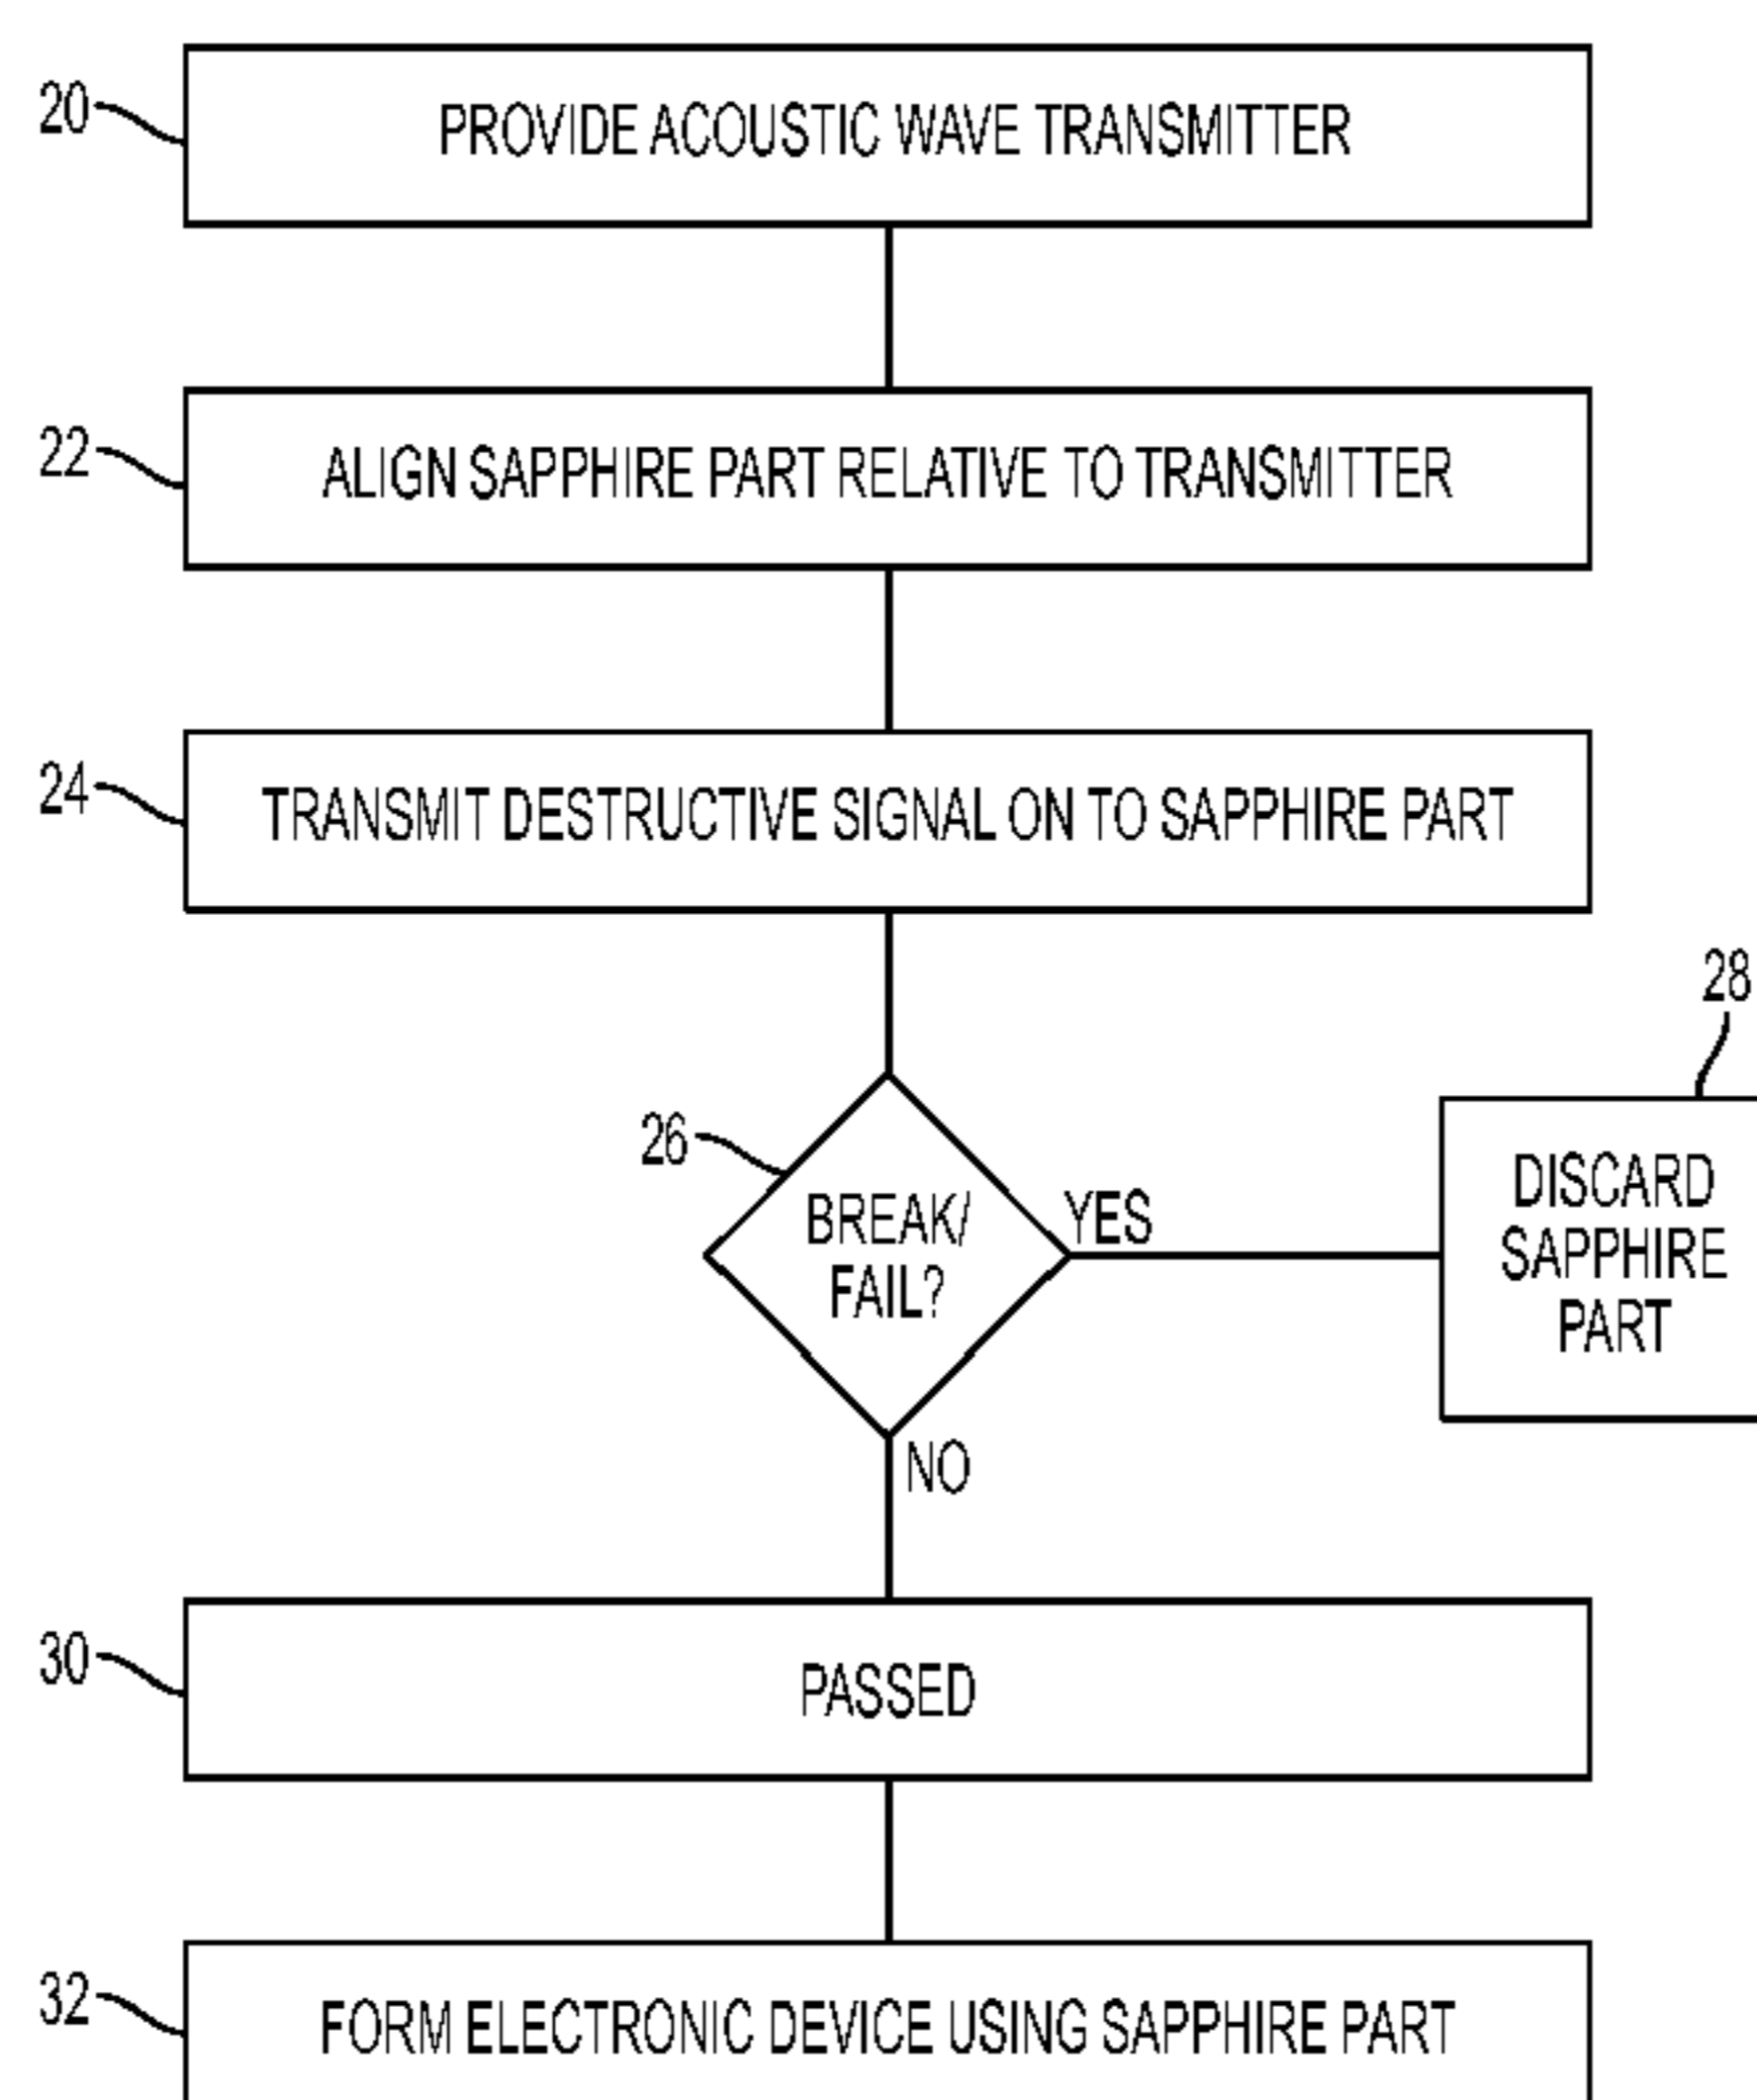 20
PROVIDE ACOUSTIC WAVE TRANSMITTER
22
ALIGN SAPPHIRE PART RELATIVE TO TRANSMITTER
24
TRANSMIT DESTRUCTIVE SIGNAL ON TO SAPPHIRE PART
26
BREAK/
FAIL?
YES
28
DISCARD
SAPPHIRE
PART
NO
30
PASSED
32
FORM ELECTRONIC DEVICE USING SAPPHIRE PART